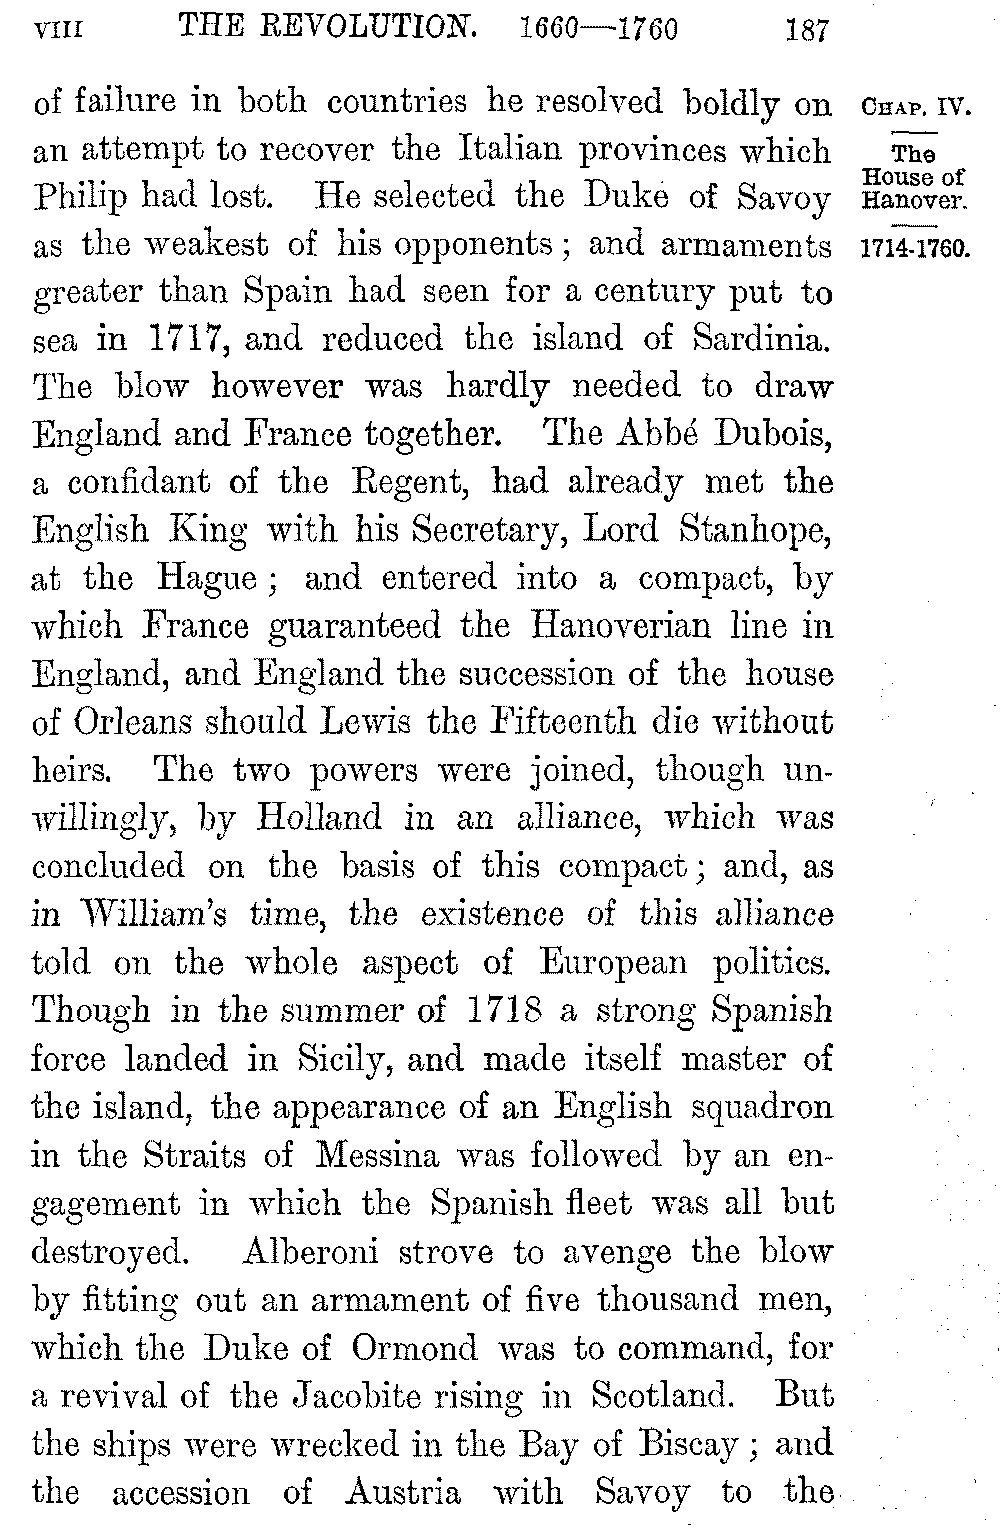 VIII THE REVOLUTION. 1660—1760 187
of failure in both countries he resolved boldly on
an attempt to recover the Italian provinces which
Philip had lost. He selected the Duke of Savoy
as the weakest of his opponents; and armaments
greater than Spain had seen for a century put to
sea in 1717, and reduced the island of Sardinia.
The blow however was hardly needed to draw
England and France together. The Abbé Dubois,
a confidant of the Regent, had already met the
English King with his Secretary, Lord Stanhope,
at the Hague; and entered into a compact, by
which France guaranteed the Hanoverian line in
England, and England the succession of the house
of Orleans should Lewis the Fifteenth die without
heirs. The two powers were joined, though un-
willingly, by Holland in an alliance, which was
concluded on the basis of this compact; and, as
in William's time, the existence of this alliance
told on the whole aspect of European politics.
Though in the summer of 1718 a strong Spanish
force landed in Sicily, and made itself master of
the island, the appearance of an English squadron
in the Straits of Messina was followed by an en-
gagement in which the Spanish fleet was all but
destroyed. Alberoni strove to avenge the blow
by fitting out an armament of five thousand men,
which the Duke of Ormond was to command, for
a revival of the Jacobite rising in Scotland. But
the ships were wrecked in the Bay of Biscay; and
the accession of Austria with Savoy to the
CHAP. IV.
The
House of
Hanover.
1714-1760.